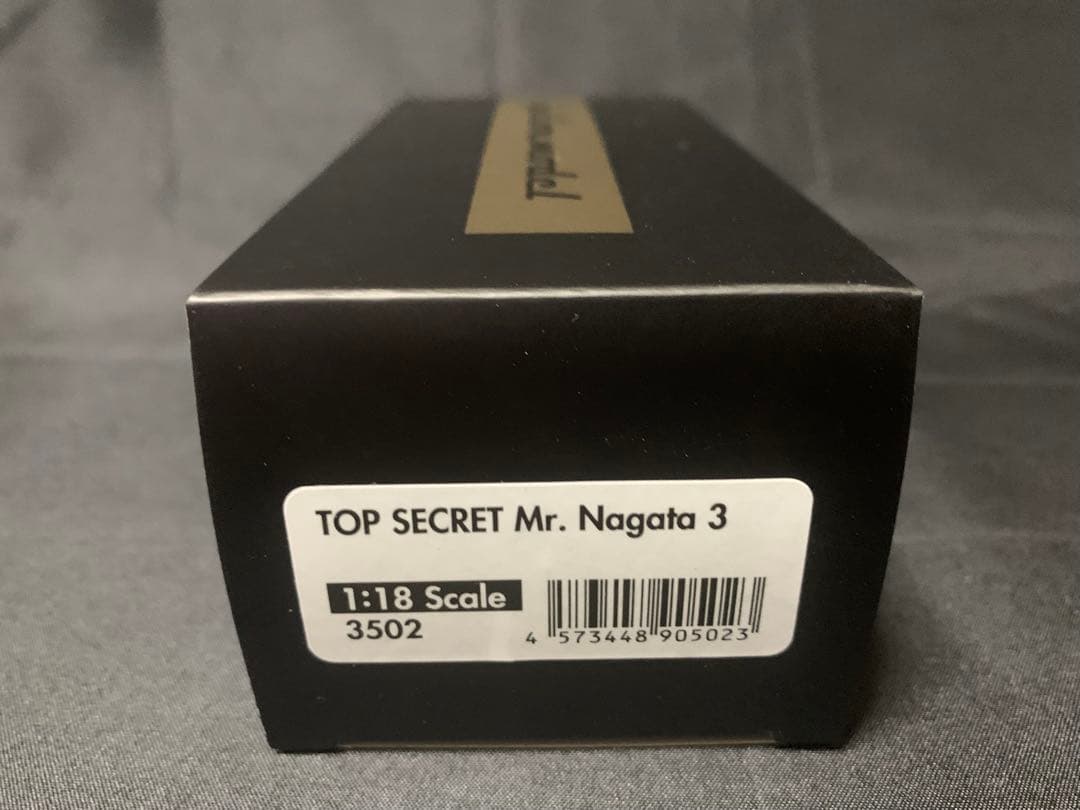 TOP SECRET Mr. Nagata 3
1:18 Scale
3502
4 573448 905023